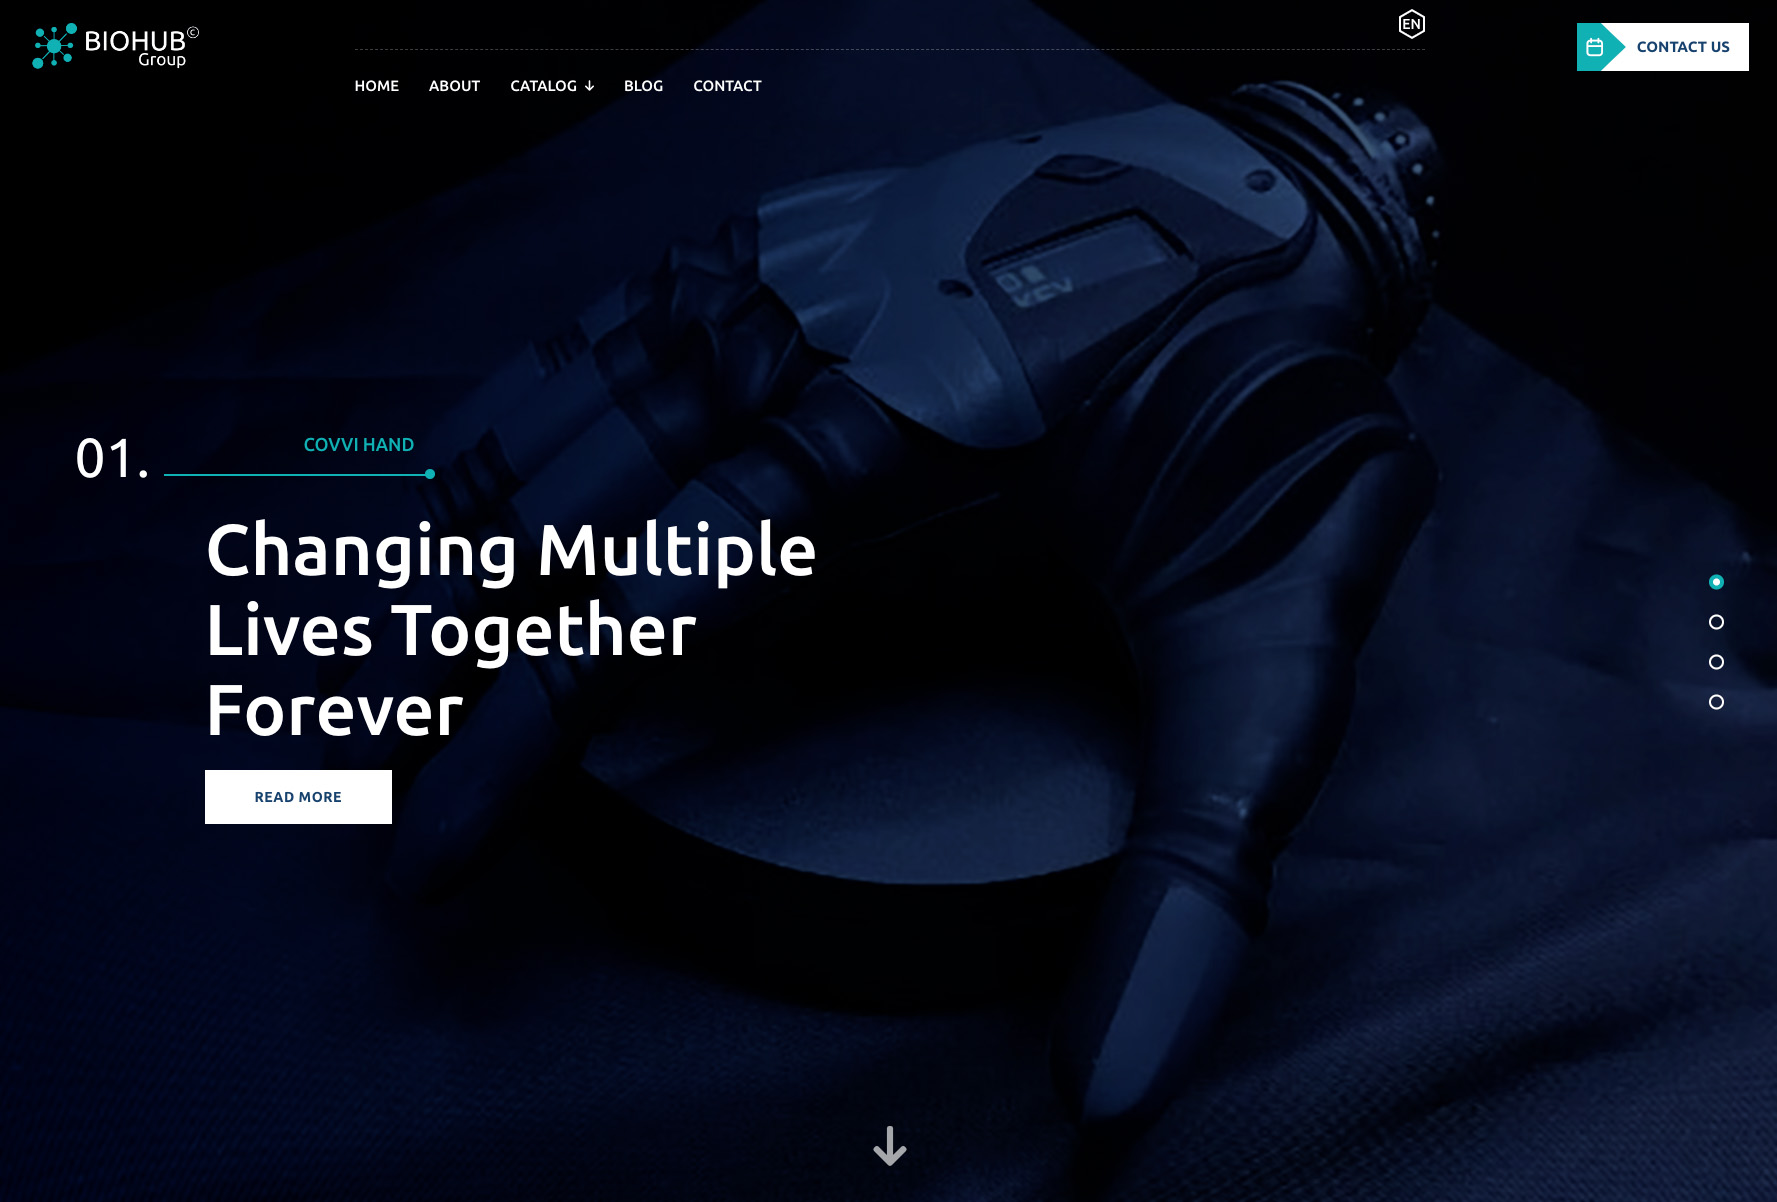 BIOHUB©
Group
EN
CONTACT US
HOME ABOUT CATALOG BLOG CONTACT
01.
COVVI HAND
Changing Multiple
Lives Together
Forever
READ MORE